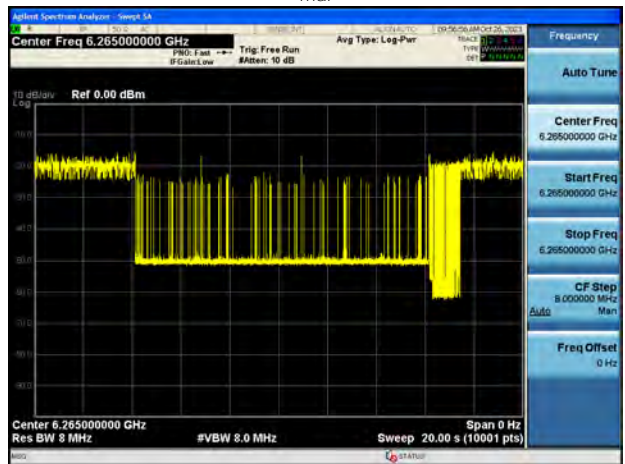 Agilent Spectrum Analyzer - Swept SA
Center Freq 6.265000000 GHz
PNO: Fast
IFGain:Low
Trig: Free Run
#Atten: 10 dB
Avg Type: Log-Pwr
09:56:56 AM Oct 26, 2023
TRACE
TYPE
DET
Frequency
Auto Tune
10 dB/div
Log
Ref 0.00 dBm
Center Freq
6.265000000 GHz
Start Freq
6.265000000 GHz
Stop Freq
6.265000000 GHz
CF Step
8.000000 MHz
Auto
Man
Freq Offset
0 Hz
Center 6.265000000 GHz
Span 0 Hz
Res BW 8 MHz
#VBW 8.0 MHz
Sweep 20.00 s (10001 pts)
MSG
STATUS